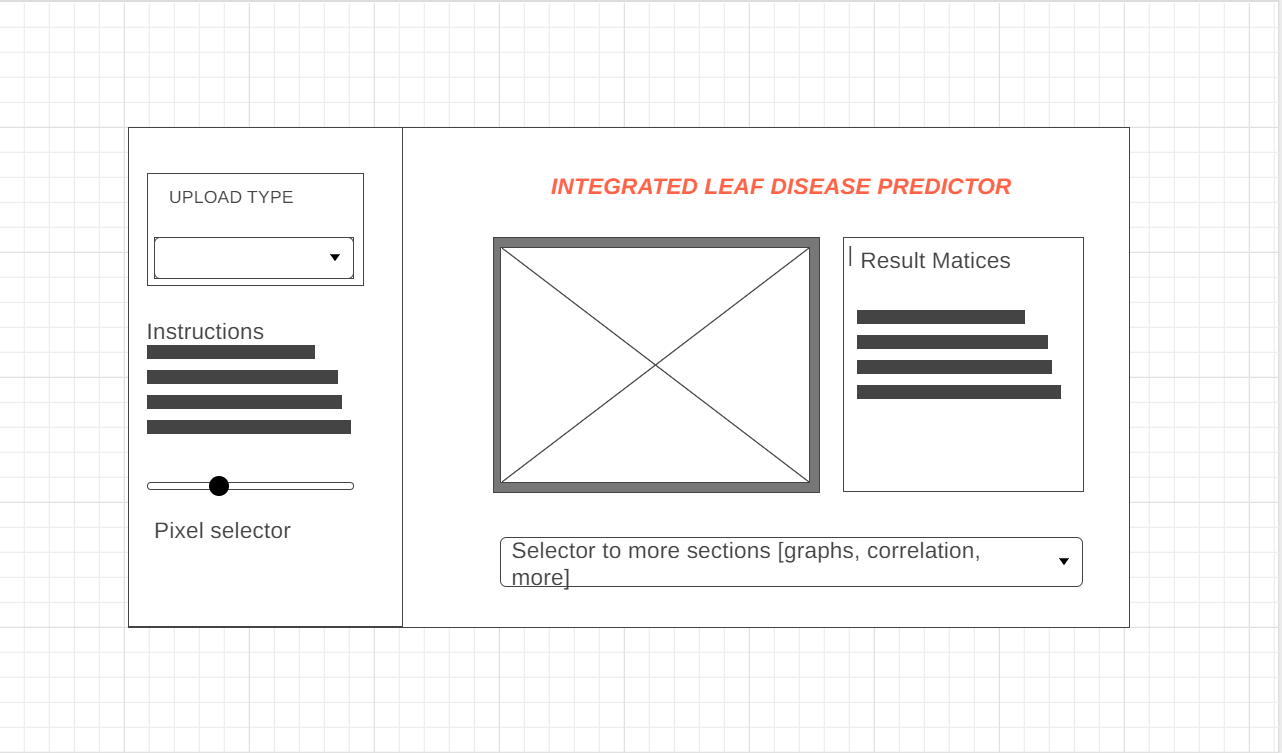 UPLOAD TYPE
Instructions
Pixel selector
INTEGRATED LEAF DISEASE PREDICTOR
Result Matices
Selector to more sections [graphs, correlation,
more]